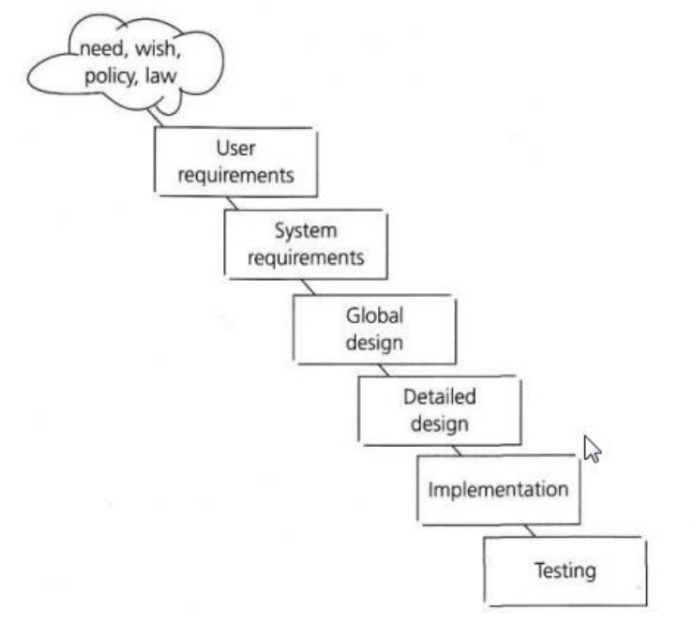 need, wish,
policy, law
User
requirements
System
requirements
Global
design
Detailed
design
Implementation
Testing